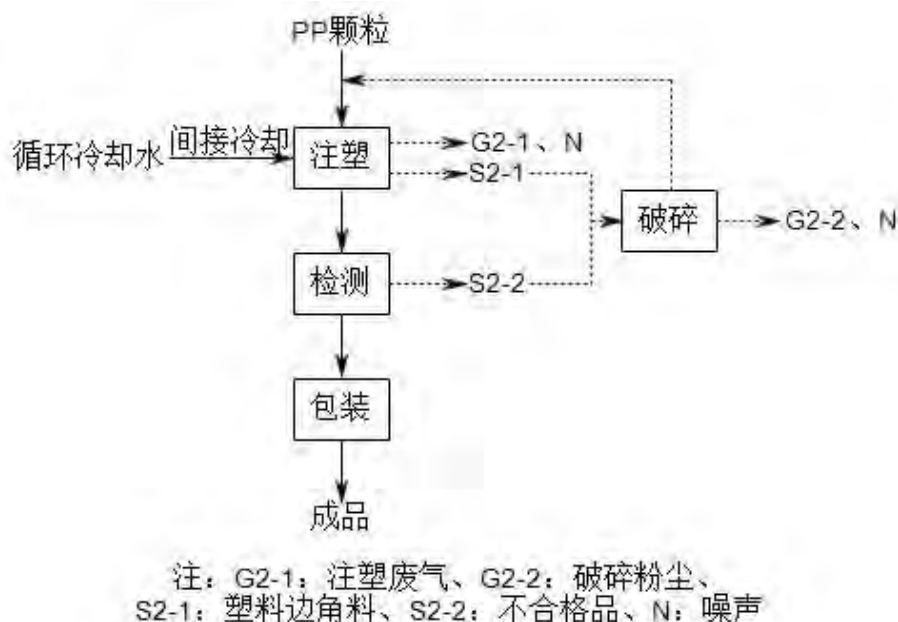 PP颗粒
循环冷却水
间接冷却
注塑
G2-1、N
S2-1
破碎
G2-2、N
检测
S2-2
包装
成品
注：G2-1：注塑废气、G2-2：破碎粉尘、
S2-1：塑料边角料、S2-2：不合格品、N：噪声